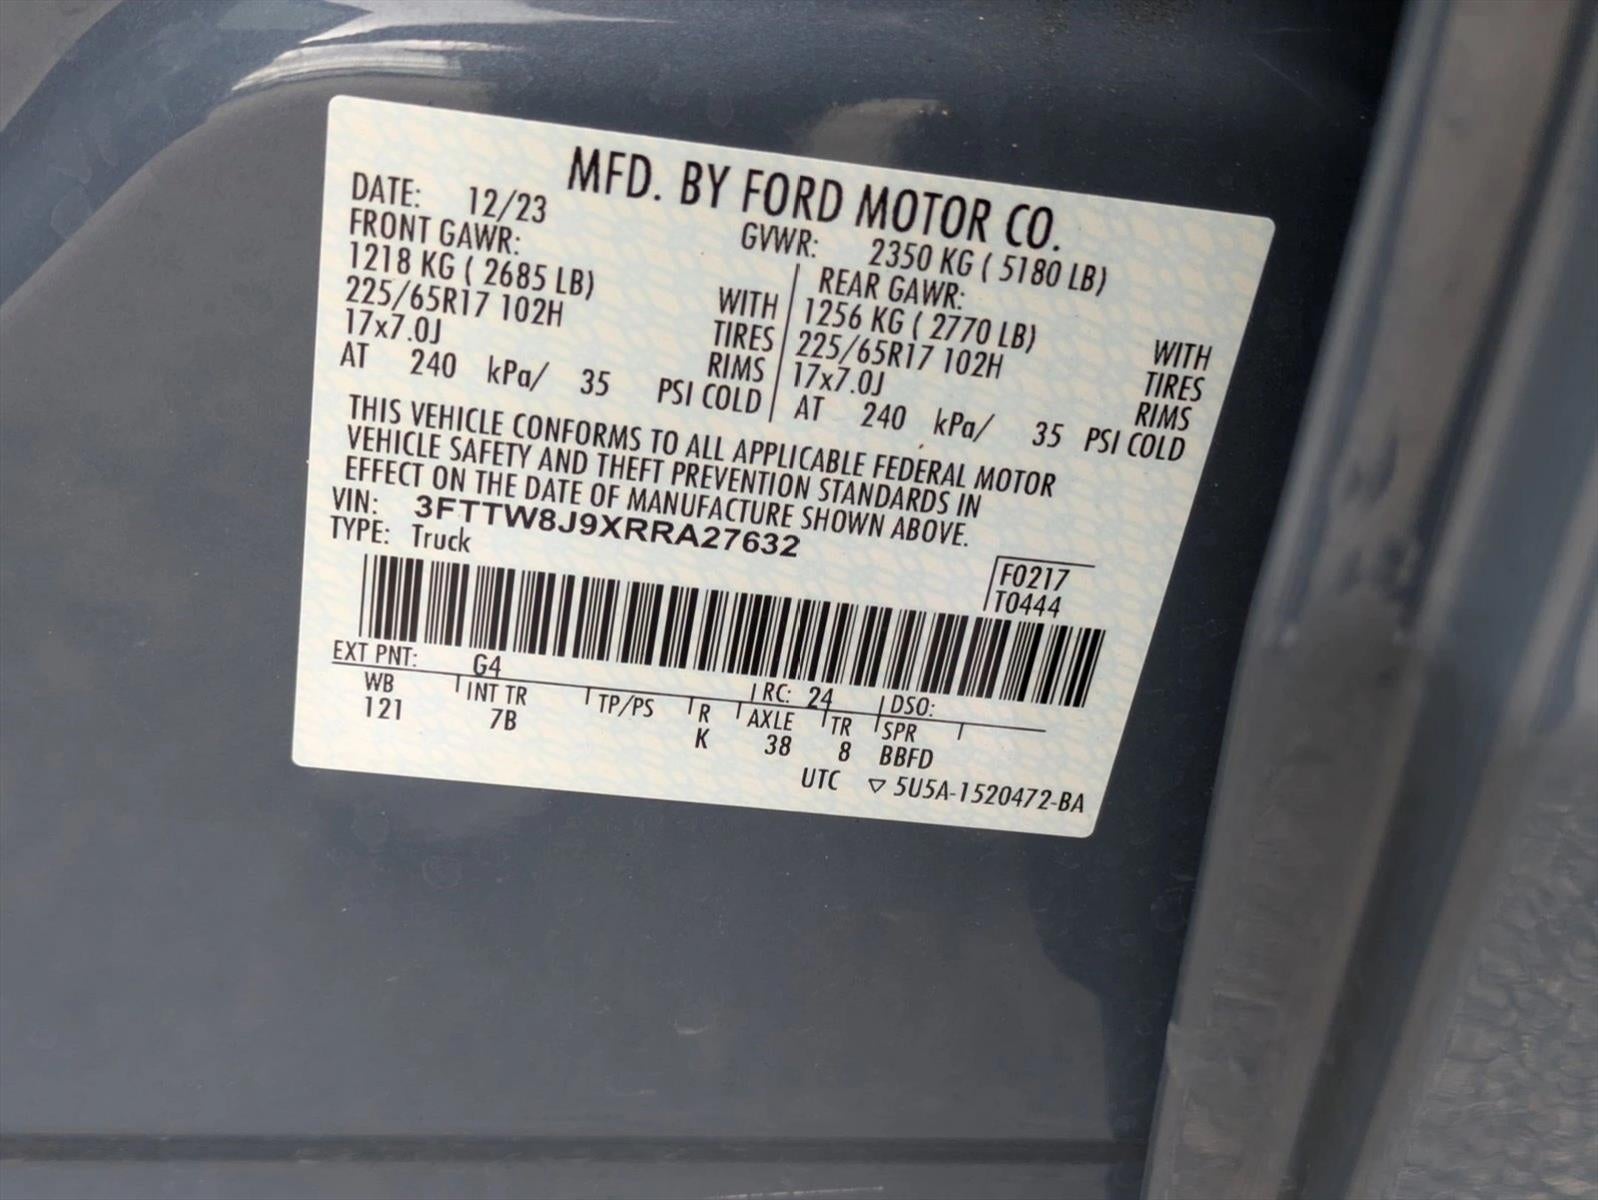 MFD. BY FORD MOTOR CO.
DATE: 12/23 GVWR: 2350 KG ( 5180 LB)
FRONT GAWR: REAR GAWR:
1218 KG ( 2685 LB) WITH 1256 KG ( 2770 LB) WITH
225/65R17 102H TIRES 225/65R17 102H TIRES
17x7.0J RIMS 17x7.0J RIMS
AT 240 kPa/ 35 PSI COLD AT 240 kPa/ 35 PSI COLD
THIS VEHICLE CONFORMS TO ALL APPLICABLE FEDERAL MOTOR
VEHICLE SAFETY AND THEFT PREVENTION STANDARDS IN
EFFECT ON THE DATE OF MANUFACTURE SHOWN ABOVE.
VIN: 3FTTW8J9XRRA27632
TYPE: Truck
F0217
T0444
EXT PNT: G4 RC: 24 DSO:
WB INT TR TP/PS R AXLE TR SPR
121 7B K 38 8 BBFD
UTC ▽ 5U5A-1520472-BA